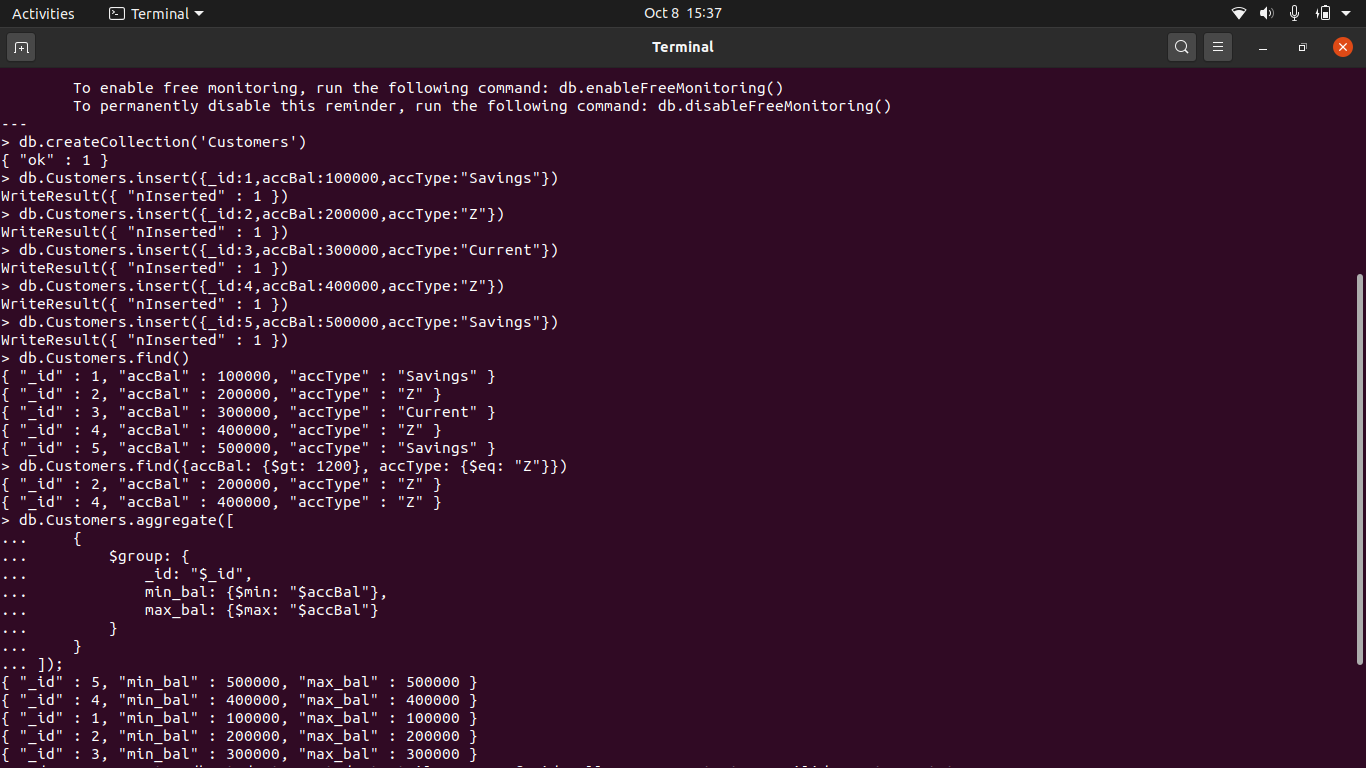 Activities Terminal Oct 8 15:37
Terminal
To enable free monitoring, run the following command: db.enableFreeMonitoring()
To permanently disable this reminder, run the following command: db.disableFreeMonitoring()
---
> db.createCollection('Customers')
{ "ok" : 1 }
> db.Customers.insert({_id:1,accBal:100000,accType:"Savings"})
WriteResult({ "nInserted" : 1 })
> db.Customers.insert({_id:2,accBal:200000,accType:"Z"})
WriteResult({ "nInserted" : 1 })
> db.Customers.insert({_id:3,accBal:300000,accType:"Current"})
WriteResult({ "nInserted" : 1 })
> db.Customers.insert({_id:4,accBal:400000,accType:"Z"})
WriteResult({ "nInserted" : 1 })
> db.Customers.insert({_id:5,accBal:500000,accType:"Savings"})
WriteResult({ "nInserted" : 1 })
> db.Customers.find()
{ "_id" : 1, "accBal" : 100000, "accType" : "Savings" }
{ "_id" : 2, "accBal" : 200000, "accType" : "Z" }
{ "_id" : 3, "accBal" : 300000, "accType" : "Current" }
{ "_id" : 4, "accBal" : 400000, "accType" : "Z" }
{ "_id" : 5, "accBal" : 500000, "accType" : "Savings" }
> db.Customers.find({accBal: {$gt: 1200}, accType: {$eq: "Z"}})
{ "_id" : 2, "accBal" : 200000, "accType" : "Z" }
{ "_id" : 4, "accBal" : 400000, "accType" : "Z" }
> db.Customers.aggregate([
...     {
...         $group: {
...             _id: "$_id",
...             min_bal: {$min: "$accBal"},
...             max_bal: {$max: "$accBal"}
...         }
...     }
... ]);
{ "_id" : 5, "min_bal" : 500000, "max_bal" : 500000 }
{ "_id" : 4, "min_bal" : 400000, "max_bal" : 400000 }
{ "_id" : 1, "min_bal" : 100000, "max_bal" : 100000 }
{ "_id" : 2, "min_bal" : 200000, "max_bal" : 200000 }
{ "_id" : 3, "min_bal" : 300000, "max_bal" : 300000 }